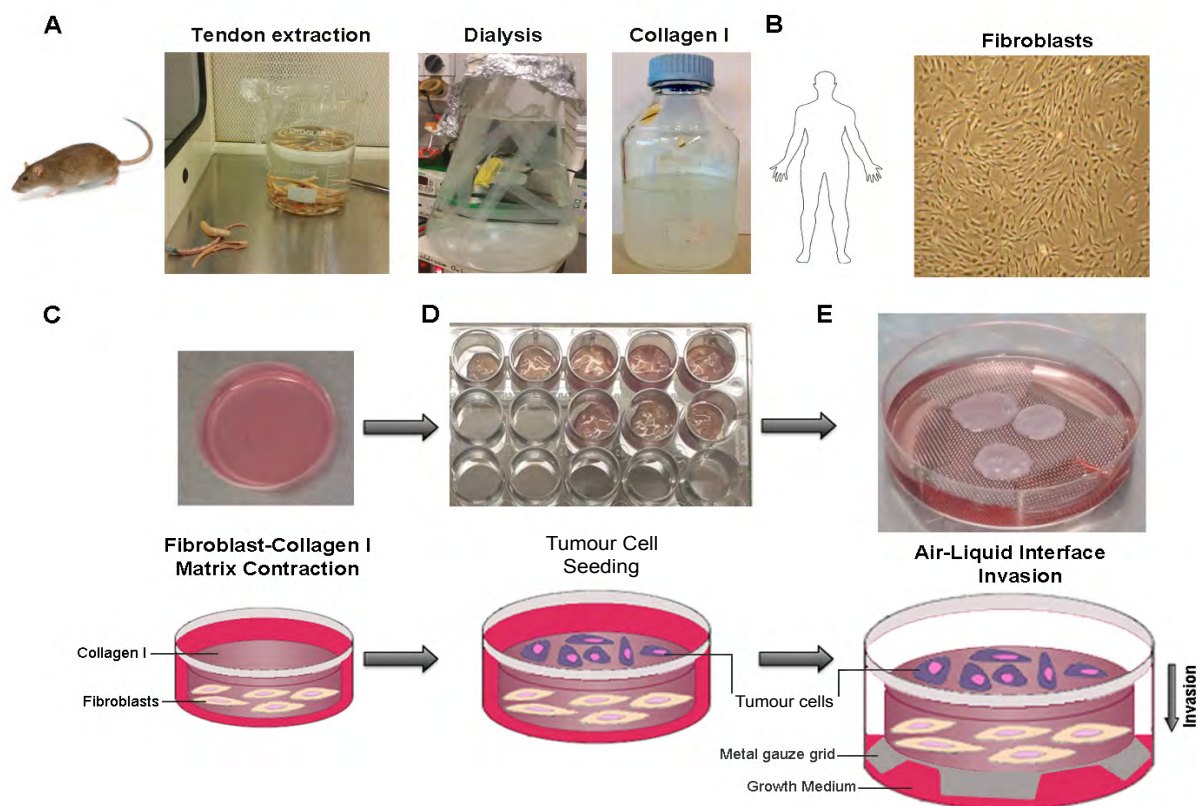 A
Tendon extraction
Dialysis
Collagen I
B
Fibroblasts
C
D
E
Fibroblast-Collagen I
Matrix Contraction
Tumour Cell
Seeding
Air-Liquid Interface
Invasion
Collagen I
Fibroblasts
Tumour cells
Invasion
Metal gauze grid
Growth Medium